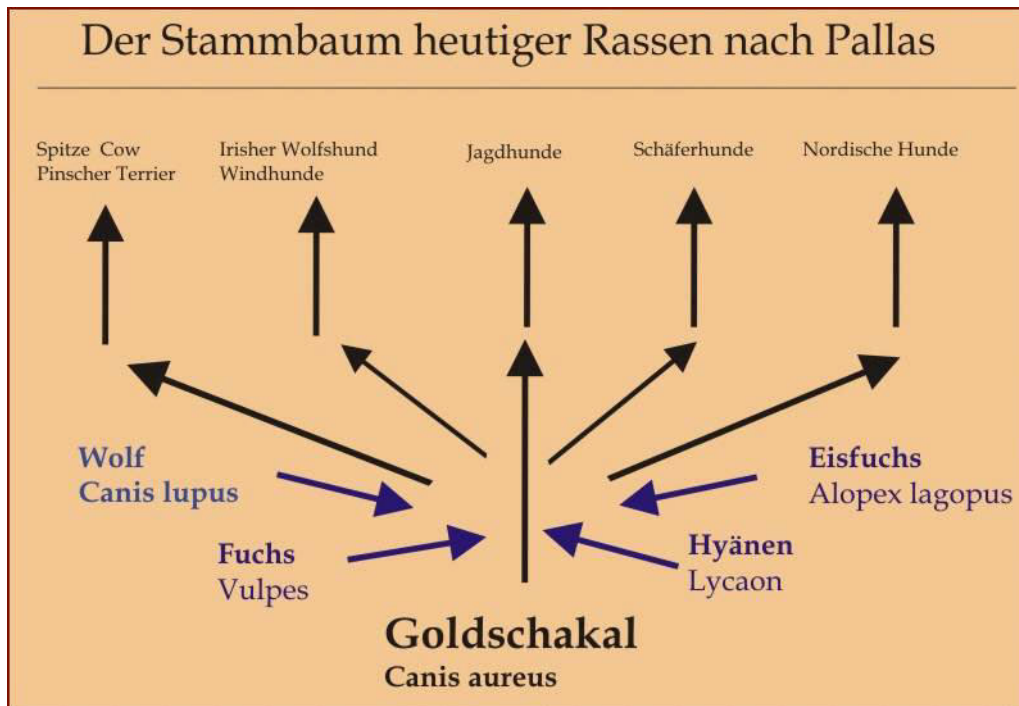 Der Stammbaum heutiger Rassen nach Pallas
Spitze Cow
Pinscher Terrier
Irisher Wolfshund
Windhunde
Jagdhunde
Schäferhunde
Nordische Hunde
Wolf
Canis lupus
Eisfuchs
Alopex lagopus
Fuchs
Vulpes
Hyänen
Lycaon
Goldschakal
Canis aureus